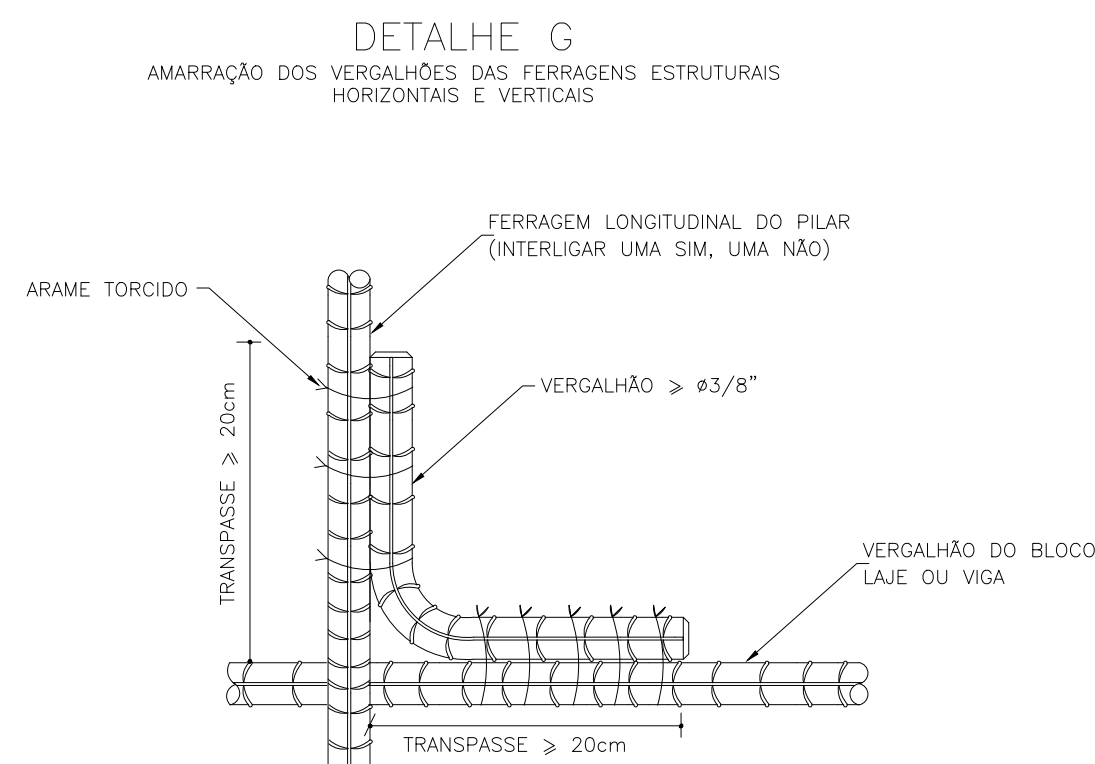 DETALHE G
AMARRAÇÃO DOS VERGALHÕES DAS FERRAGENS ESTRUTURAIS
HORIZONTAIS E VERTICAIS
FERRAGEM LONGITUDINAL DO PILAR
(INTERLIGAR UMA SIM, UMA NÃO)
ARAME TORCIDO
VERGALHÃO ⩾ ø3/8”
TRANSPASSE ⩾ 20cm
VERGALHÃO DO BLOCO
LAJE OU VIGA
TRANSPASSE ⩾ 20cm